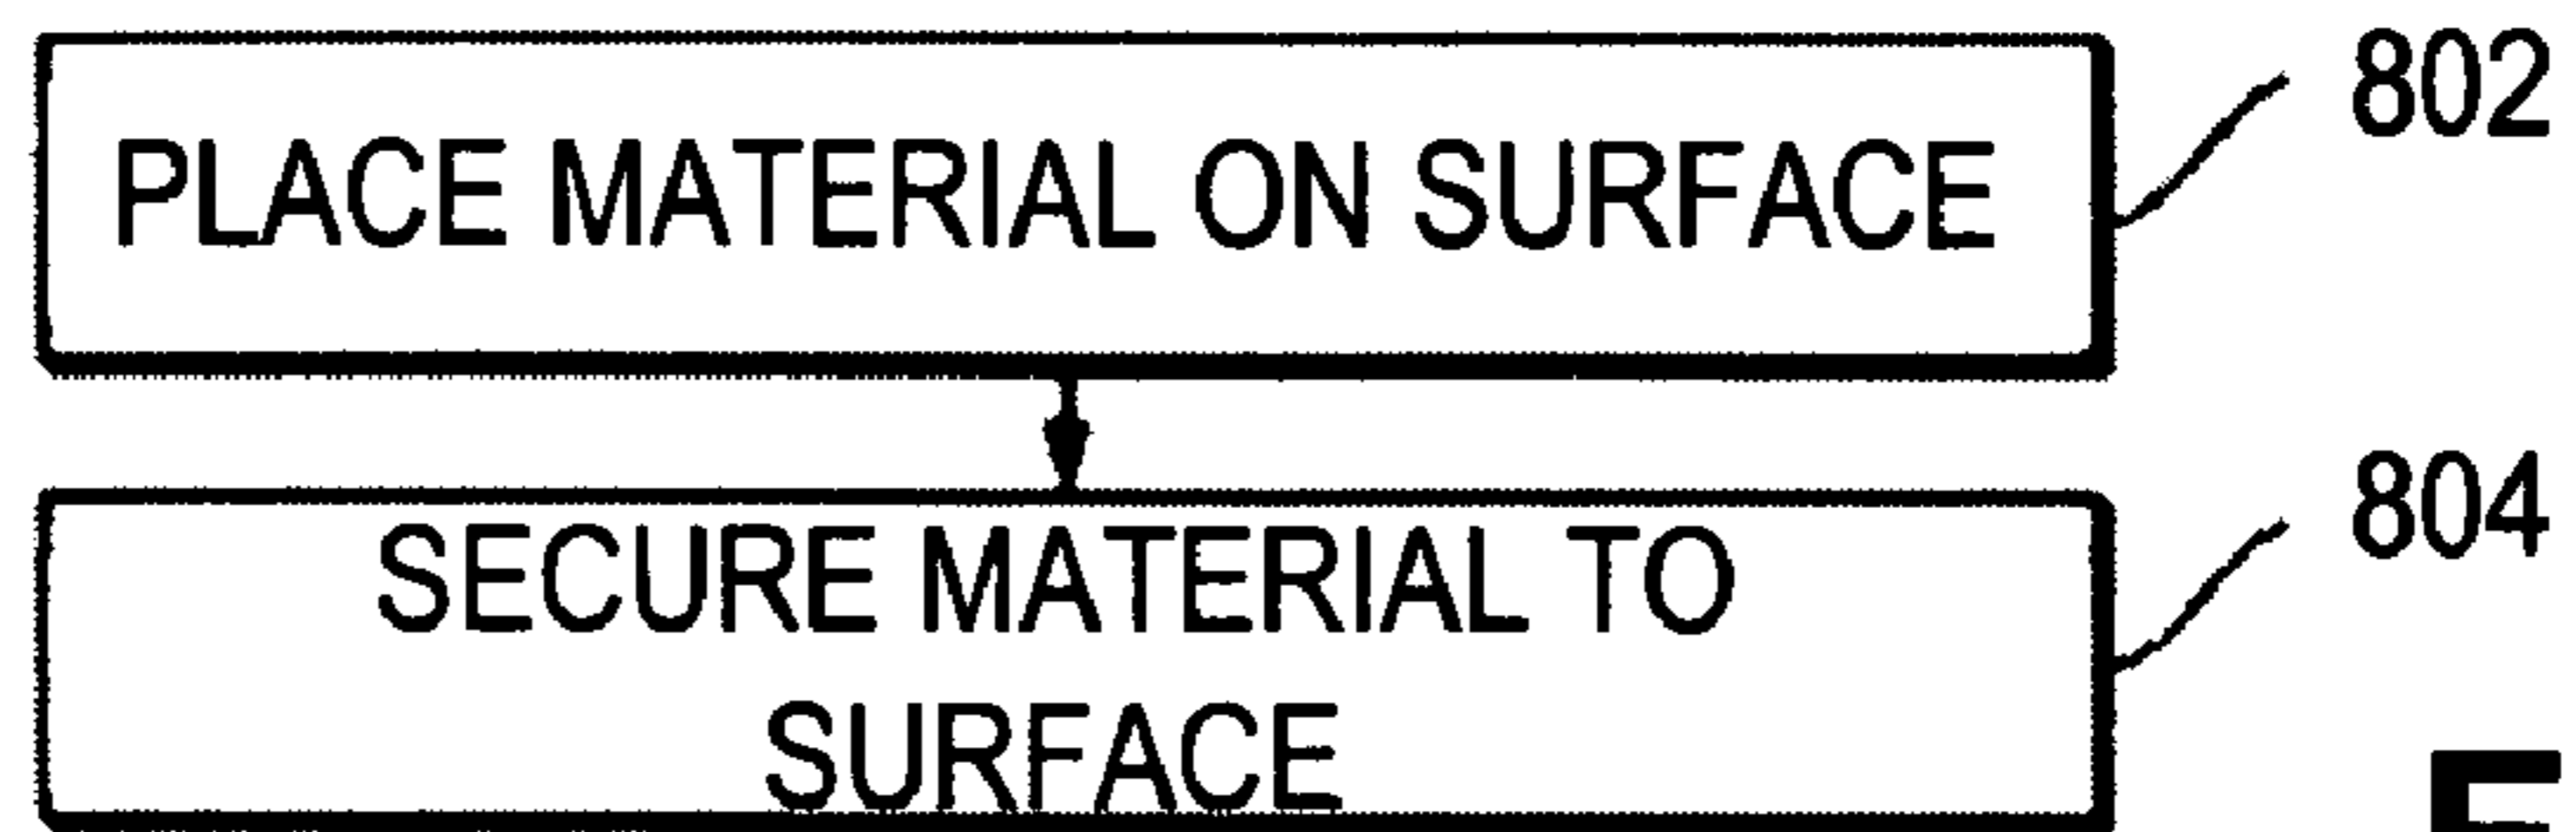 PLACE MATERIAL ON SURFACE
802
SECURE MATERIAL TO
SURFACE
804